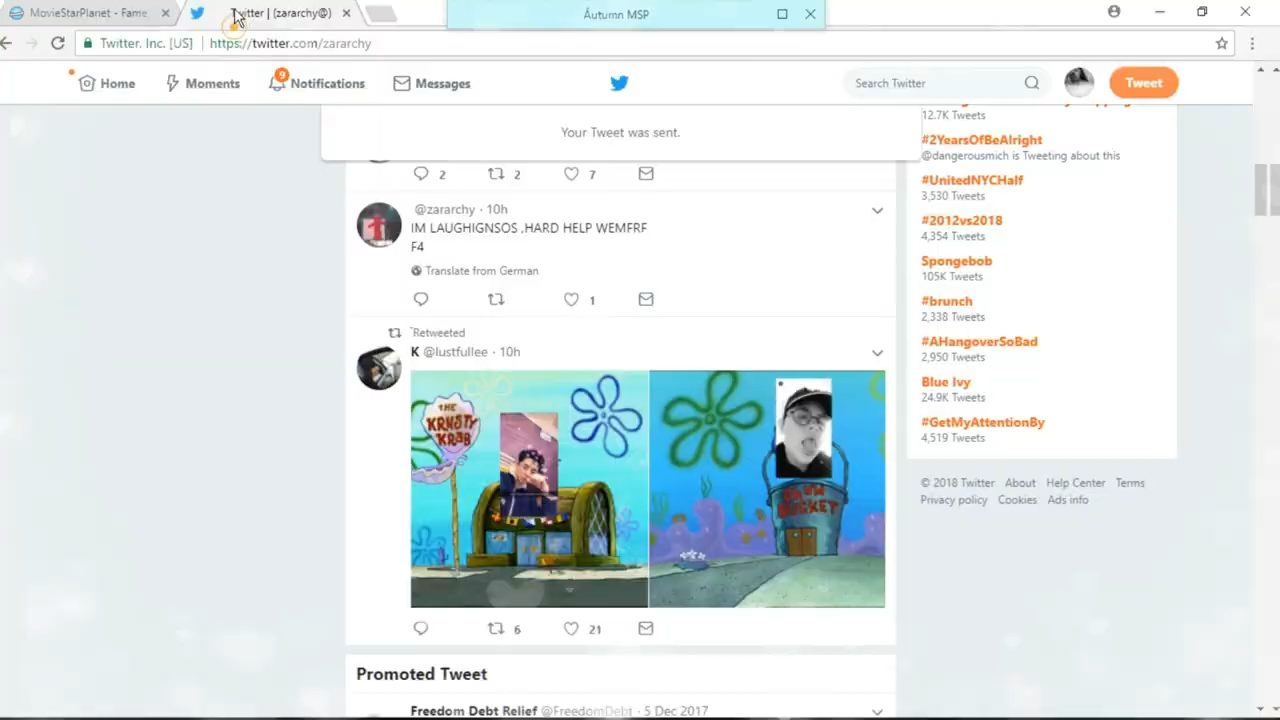 MovieStarPlanet - Fame
Twitter | (zararchy@)
Áutumn MSP
Twitter. Inc. [US]
https://twitter.com/zararchy
Home
Moments
9
Notifications
Messages
Search Twitter
Tweet
Your Tweet was sent.
2
2
7
@zararchy · 10h
IM LAUGHIGNSOS ,HARD HELP WEMFRF
F4
Translate from German
1
Retweeted
K @lustfullee · 10h
THE
KRUSTY
KRAB
BUCKET
6
21
Promoted Tweet
Freedom Debt Relief @FreedomDebt · 5 Dec 2017
12.7K Tweets
#2YearsOfBeAlright
@dangerousmich is Tweeting about this
#UnitedNYCHalf
3,530 Tweets
#2012vs2018
4,354 Tweets
Spongebob
105K Tweets
#brunch
2,338 Tweets
#AHangoverSoBad
2,950 Tweets
Blue Ivy
24.9K Tweets
#GetMyAttentionBy
4,519 Tweets
© 2018 Twitter About Help Center Terms
Privacy policy Cookies Ads info